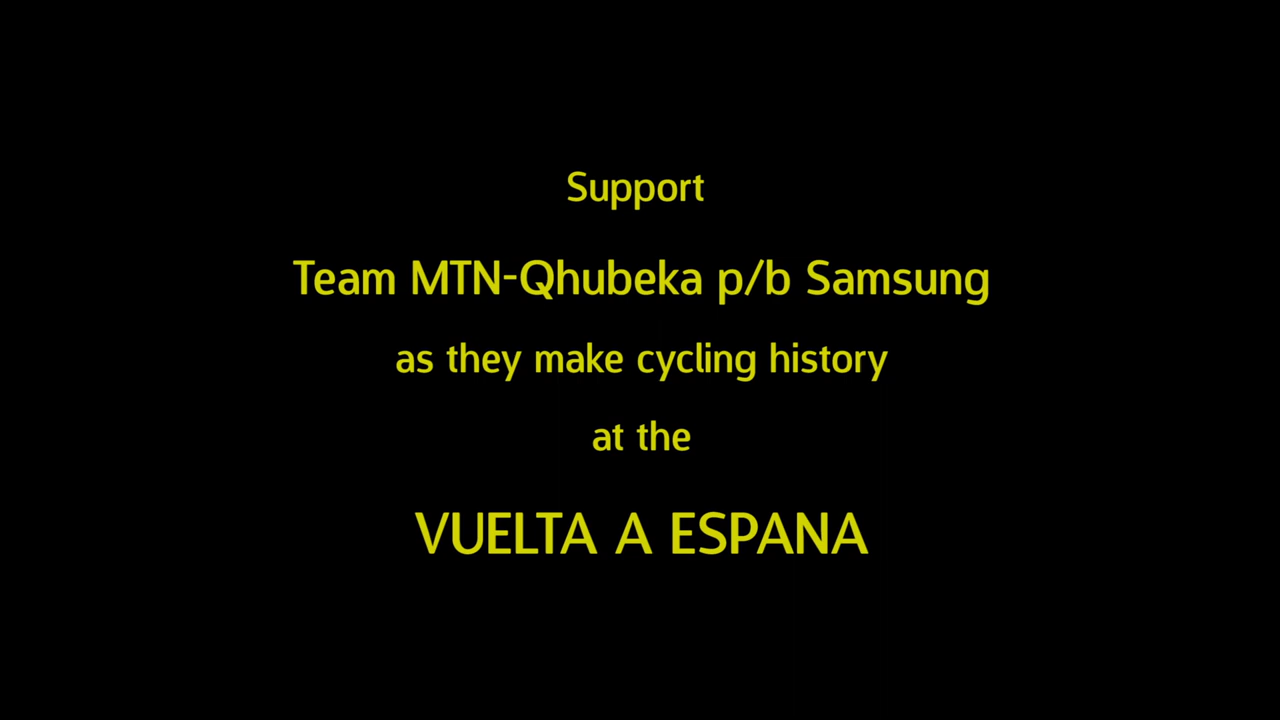 Support
Team MTN-Qhubeka p/b Samsung
as they make cycling history
at the
VUELTA A ESPANA